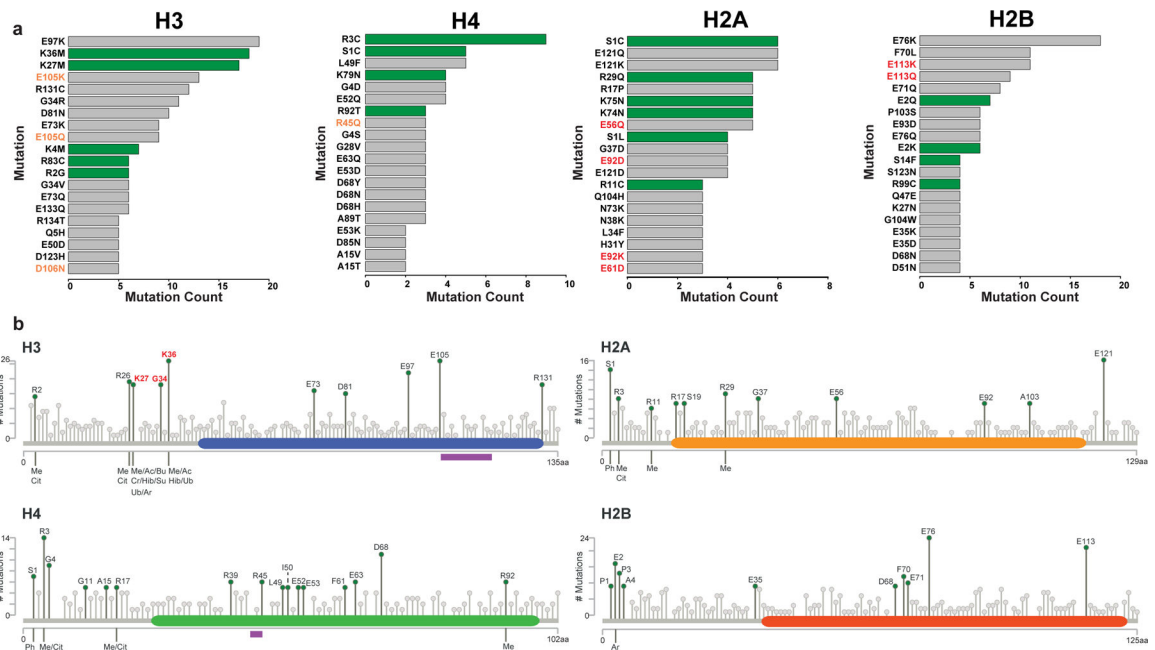 a
H3
H4
H2A
H2B
Mutation
E97K
K36M
K27M
E105K
R131C
G34R
D81N
E73K
E105Q
K4M
R83C
R2G
G34V
E73Q
E133Q
R134T
Q5H
E50D
D123H
D106N
0 5 10 15 20
Mutation Count
Mutation
R3C
S1C
L49F
K79N
G4D
E52Q
R92T
R45Q
G4S
G28V
E63Q
E53D
D68Y
D68N
D68H
A89T
E53K
D85N
A15V
A15T
0 2 4 6 8 10
Mutation Count
Mutation
S1C
E121Q
E121K
R29Q
R17P
K75N
K74N
E56Q
S1L
G37D
E92D
E121D
R11C
Q104H
N73K
N38K
L34F
H31Y
E92K
E61D
0 2 4 6 8
Mutation Count
Mutation
E76K
F70L
E113K
E113Q
E71Q
E2Q
P103S
E93D
E76Q
E2K
S14F
S123N
R99C
Q47E
K27N
G104W
E35K
E35D
D68N
D51N
0 5 10 15 20
Mutation Count
b
H3
# Mutations
26
0
R2 R26 K27 G34 K36 E73 D81 E97 E105 R131
0 135aa
Me Me Me/Ac/Bu Me/Ac
Cit Cit Cr/Hib/Su Hib/Ub
Ub/Ar
H2A
# Mutations
16
0
S1 R3 R11 R17 S19 R29 G37 E56 E92 A103 E121
0 129aa
Ph Me Me Me
Cit
H4
# Mutations
14
0
S1 R3 G4 G11 A15 R17 R39 R45 L49 I50 E52 E53 F61 E63 D68 R92
0 102aa
Ph Me/Cit Me/Cit Me
H2B
# Mutations
24
0
P1 E2 P3 A4 E35 D68 F70 E71 E76 E113
0 125aa
Ar